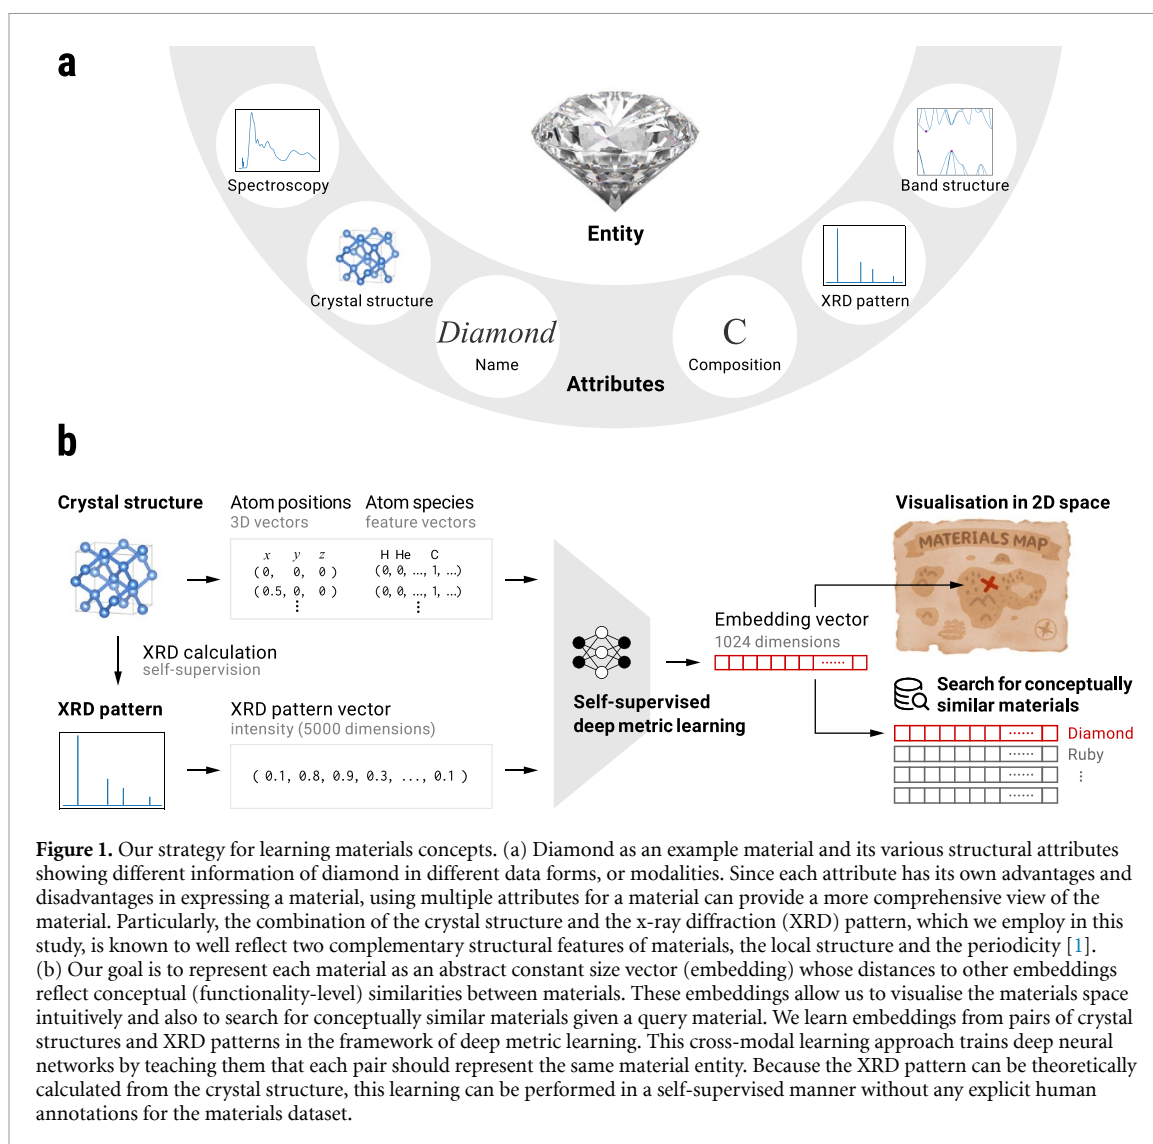 a
Spectroscopy
Crystal structure
Diamond
Name
Entity
Attributes
C
Composition
XRD pattern
Band structure
b
Crystal structure
Atom positions
3D vectors
Atom species
feature vectors
x y z
(0, 0, 0 )
(0.5, 0, 0 )
⋮
H He C
(0, 0, ..., 1, ...)
(0, 0, ..., 1, ...)
⋮
XRD calculation
self-supervision
XRD pattern
XRD pattern vector
intensity (5000 dimensions)
( 0.1, 0.8, 0.9, 0.3, ..., 0.1 )
Self-supervised
deep metric learning
Embedding vector
1024 dimensions
......
Visualisation in 2D space
MATERIALS MAP
Search for conceptually
similar materials
...... Diamond
...... Ruby
...... ⋮
......
Figure 1. Our strategy for learning materials concepts. (a) Diamond as an example material and its various structural attributes
showing different information of diamond in different data forms, or modalities. Since each attribute has its own advantages and
disadvantages in expressing a material, using multiple attributes for a material can provide a more comprehensive view of the
material. Particularly, the combination of the crystal structure and the x-ray diffraction (XRD) pattern, which we employ in this
study, is known to well reflect two complementary structural features of materials, the local structure and the periodicity [1].
(b) Our goal is to represent each material as an abstract constant size vector (embedding) whose distances to other embeddings
reflect conceptual (functionality-level) similarities between materials. These embeddings allow us to visualise the materials space
intuitively and also to search for conceptually similar materials given a query material. We learn embeddings from pairs of crystal
structures and XRD patterns in the framework of deep metric learning. This cross-modal learning approach trains deep neural
networks by teaching them that each pair should represent the same material entity. Because the XRD pattern can be theoretically
calculated from the crystal structure, this learning can be performed in a self-supervised manner without any explicit human
annotations for the materials dataset.